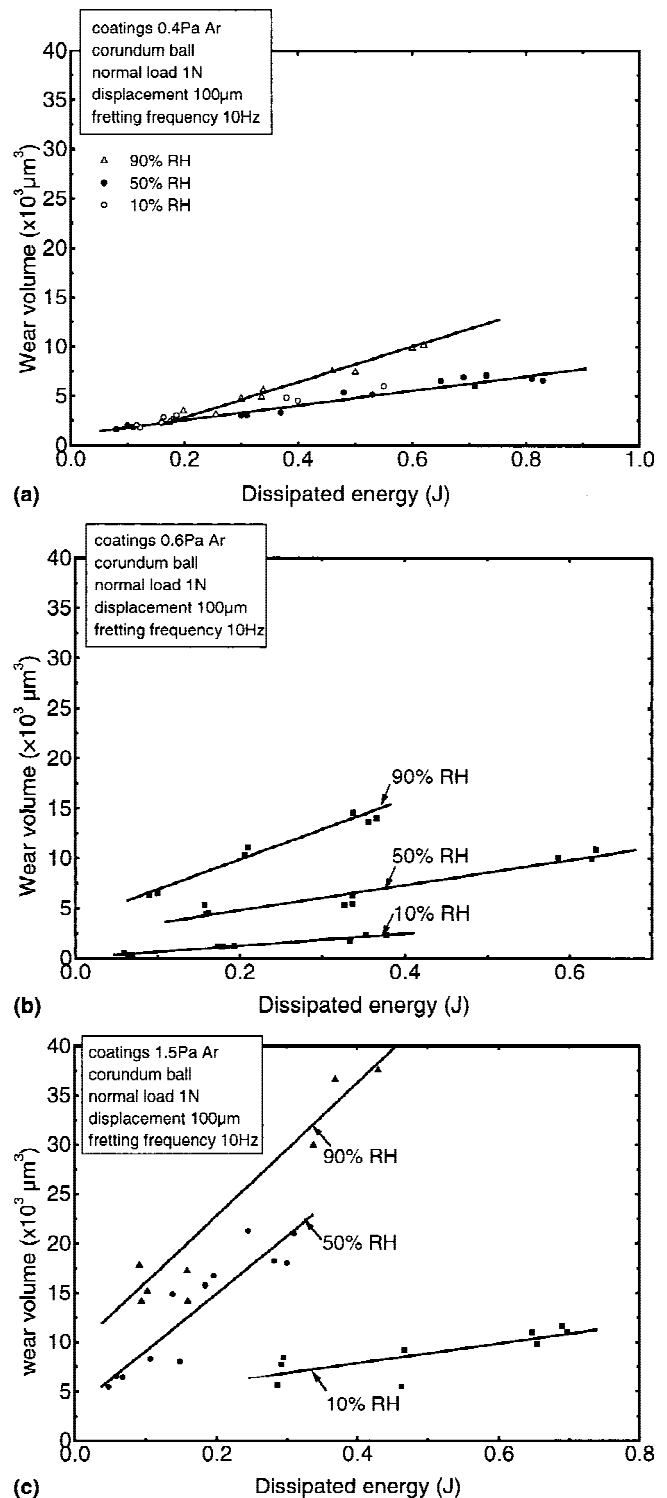 coatings 0.4Pa Ar
corundum ball
normal load 1N
displacement 100µm
fretting frequency 10Hz
90% RH
50% RH
10% RH
Wear volume (×10³µm³)
40
35
30
25
20
15
10
5
0
0.0 0.2 0.4 0.6 0.8 1.0
(a) Dissipated energy (J)
coatings 0.6Pa Ar
corundum ball
normal load 1N
displacement 100µm
fretting frequency 10Hz
Wear volume (×10³ µm³)
40
35
30
25
20
15
10
5
0
90% RH
50% RH
10% RH
0.0 0.2 0.4 0.6
(b) Dissipated energy (J)
coatings 1.5Pa Ar
corundum ball
normal load 1N
displacement 100µm
fretting frequency 10Hz
wear volume (×10³ µm³)
40
35
30
25
20
15
10
5
0
90% RH
50% RH
10% RH
0.0 0.2 0.4 0.6 0.8
(c) Dissipated energy (J)